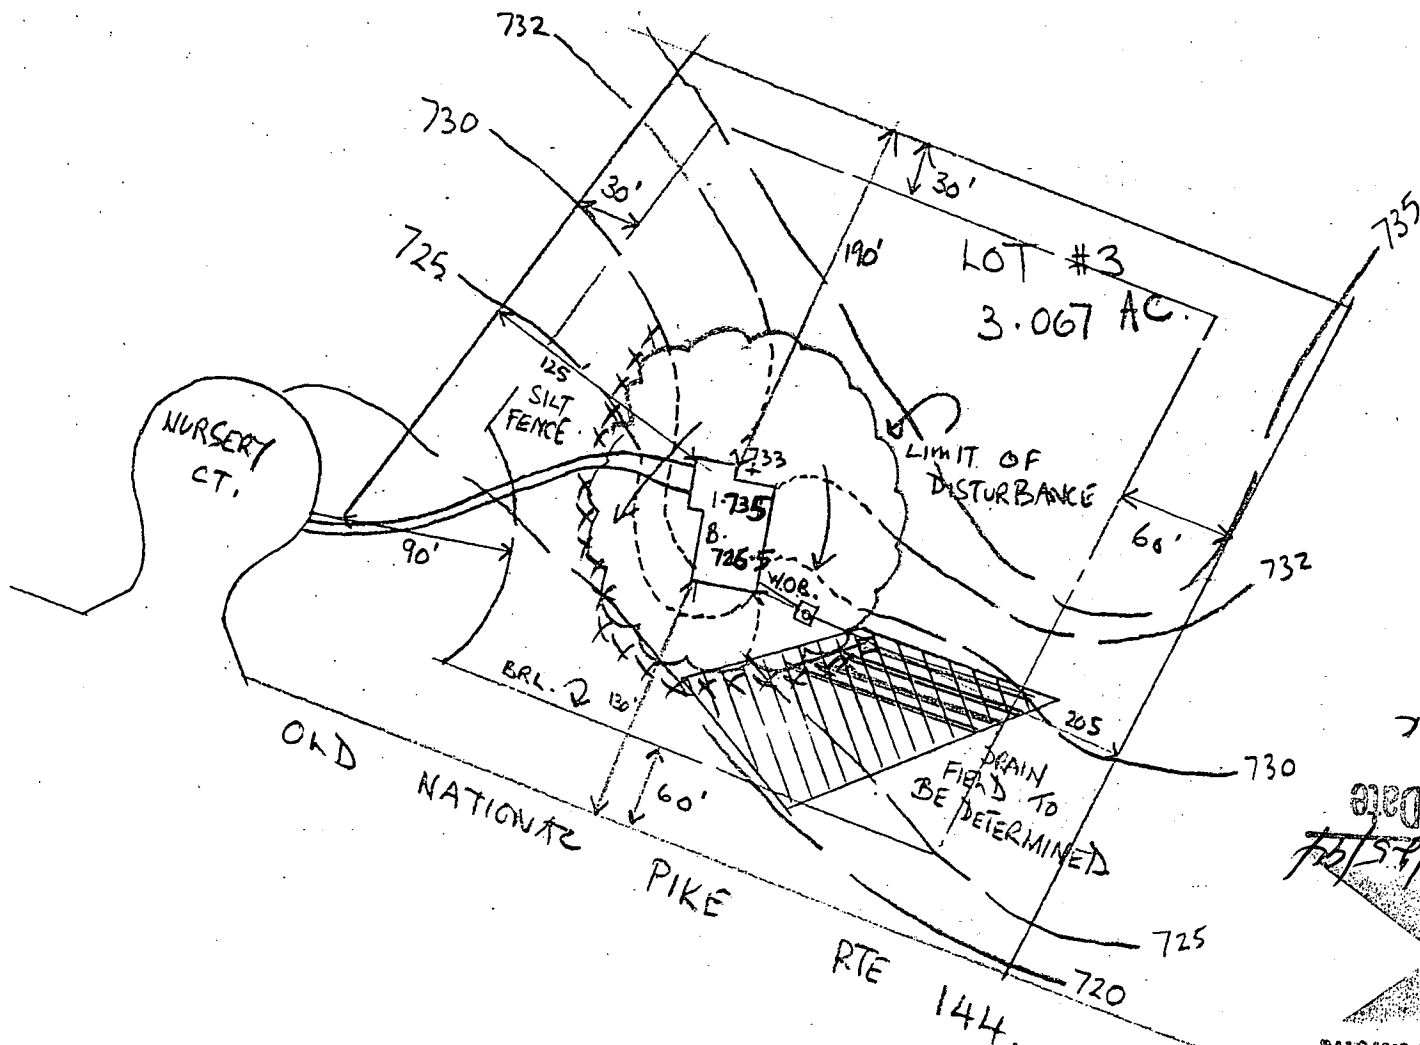 732
730
30'
30'
735
725
190'
LOT #3
3.067 AC.
125
SILT
FENCE.
NURSERY
CT.
733
LIMIT OF
DISTURBANCE
1.735
B.
726.5
60'
90'
W.O.B.
732
BRL.
130'
205
730
OLD NATIONAL PIKE RTE 144.
60'
DRAIN
FIELD TO
BE DETERMINED
Date
725
720